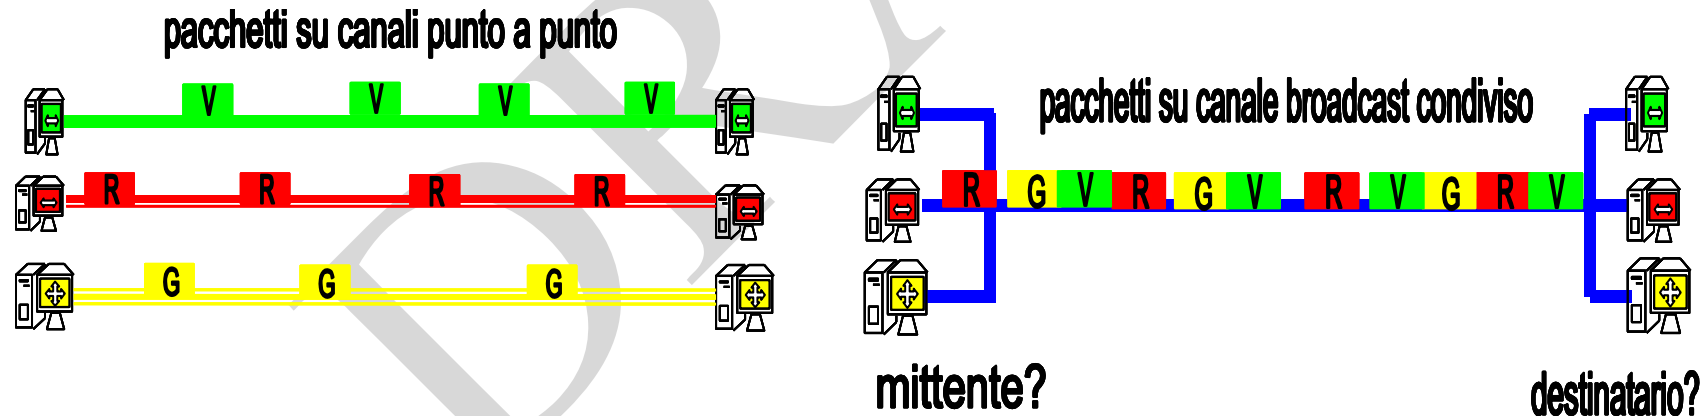 pacchetti su canali punto a punto
V V V V
R R R R
G G G
pacchetti su canale broadcast condiviso
R G V R G V R V G R V
mittente?
destinatario?